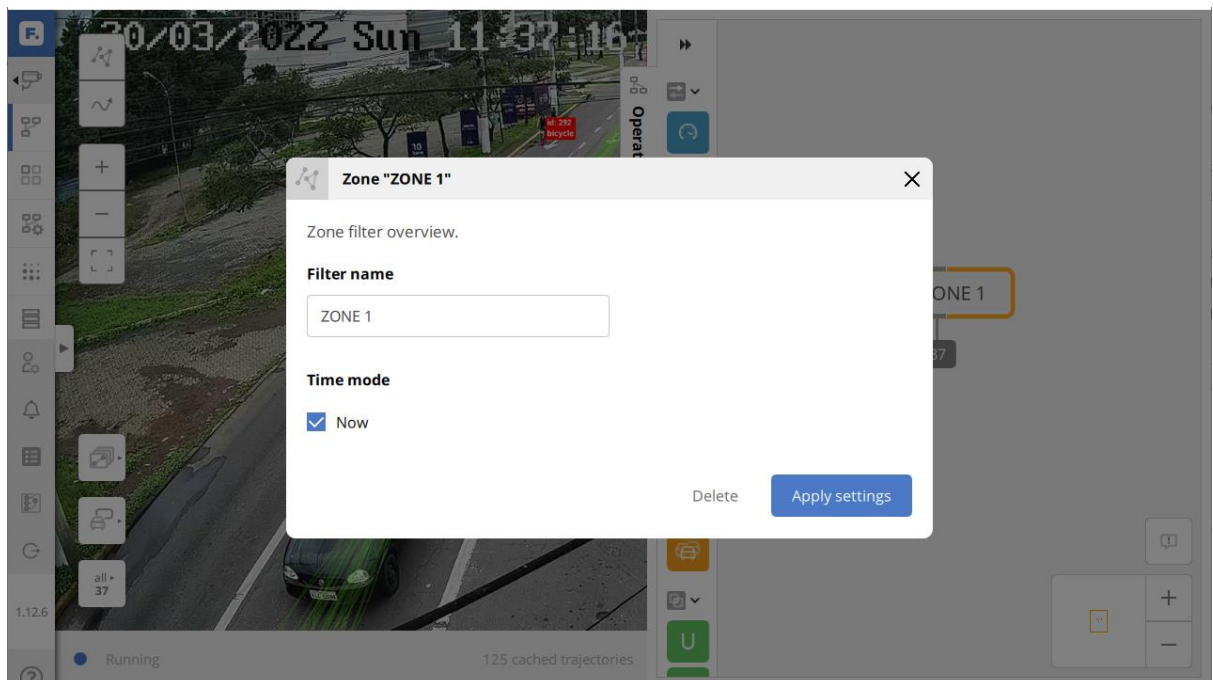 F.
20/03/2022 Sun 11:37:16
id: 292
bicycle
10
Operat
Zone "ZONE 1"
Zone filter overview.
Filter name
ZONE 1
Time mode
Now
Delete
Apply settings
ONE 1
37
all
37
1.12.6
Running
125 cached trajectories
U